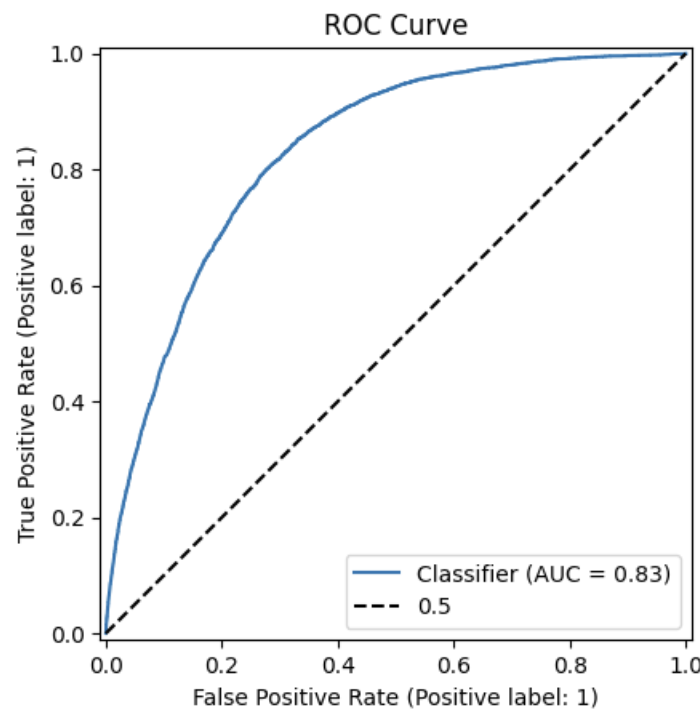 ROC Curve
True Positive Rate (Positive label: 1)
1.0
0.8
0.6
0.4
0.2
0.0
Classifier (AUC = 0.83)
0.5
0.0 0.2 0.4 0.6 0.8 1.0
False Positive Rate (Positive label: 1)